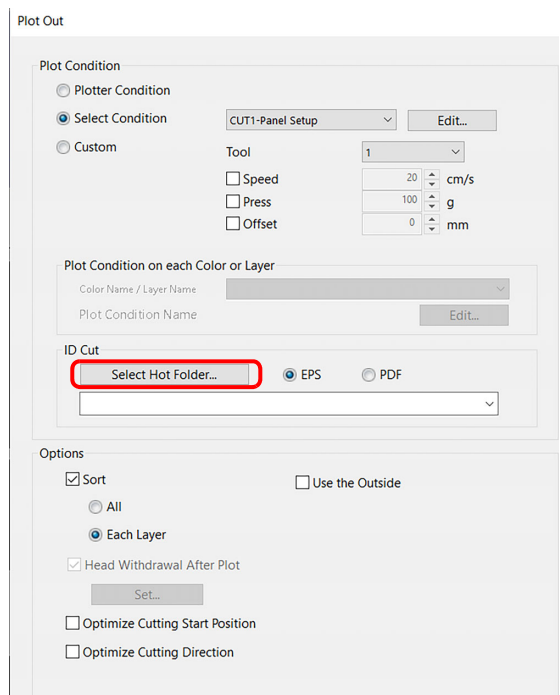 Plot Out
Plot Condition
Plotter Condition
Select Condition CUT1-Panel Setup Edit...
Custom Tool 1
Speed 20 cm/s
Press 100 g
Offset 0 mm
Plot Condition on each Color or Layer
Color Name / Layer Name
Plot Condition Name Edit...
ID Cut
Select Hot Folder... EPS PDF
Options
Sort Use the Outside
All
Each Layer
Head Withdrawal After Plot
Set...
Optimize Cutting Start Position
Optimize Cutting Direction